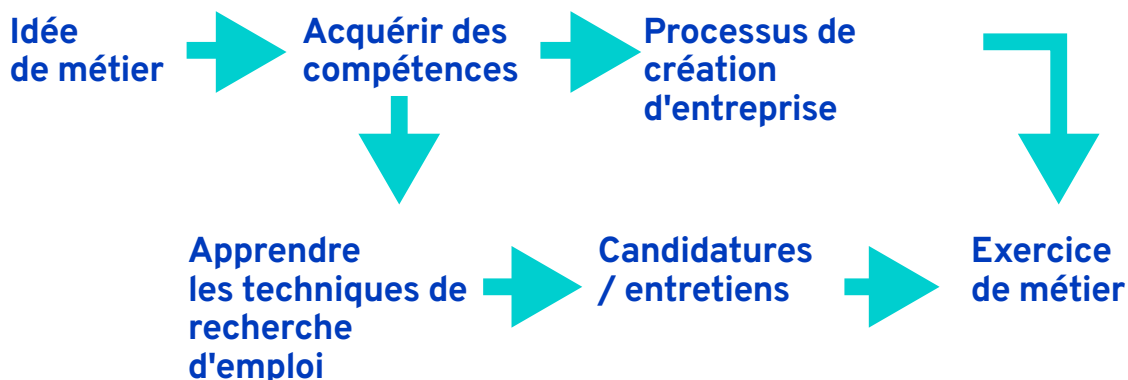 Idée
de métier
Acquérir des
compétences
Processus de
création
d'entreprise
Apprendre
les techniques de
recherche
d'emploi
Candidatures
/ entretiens
Exercice
de métier